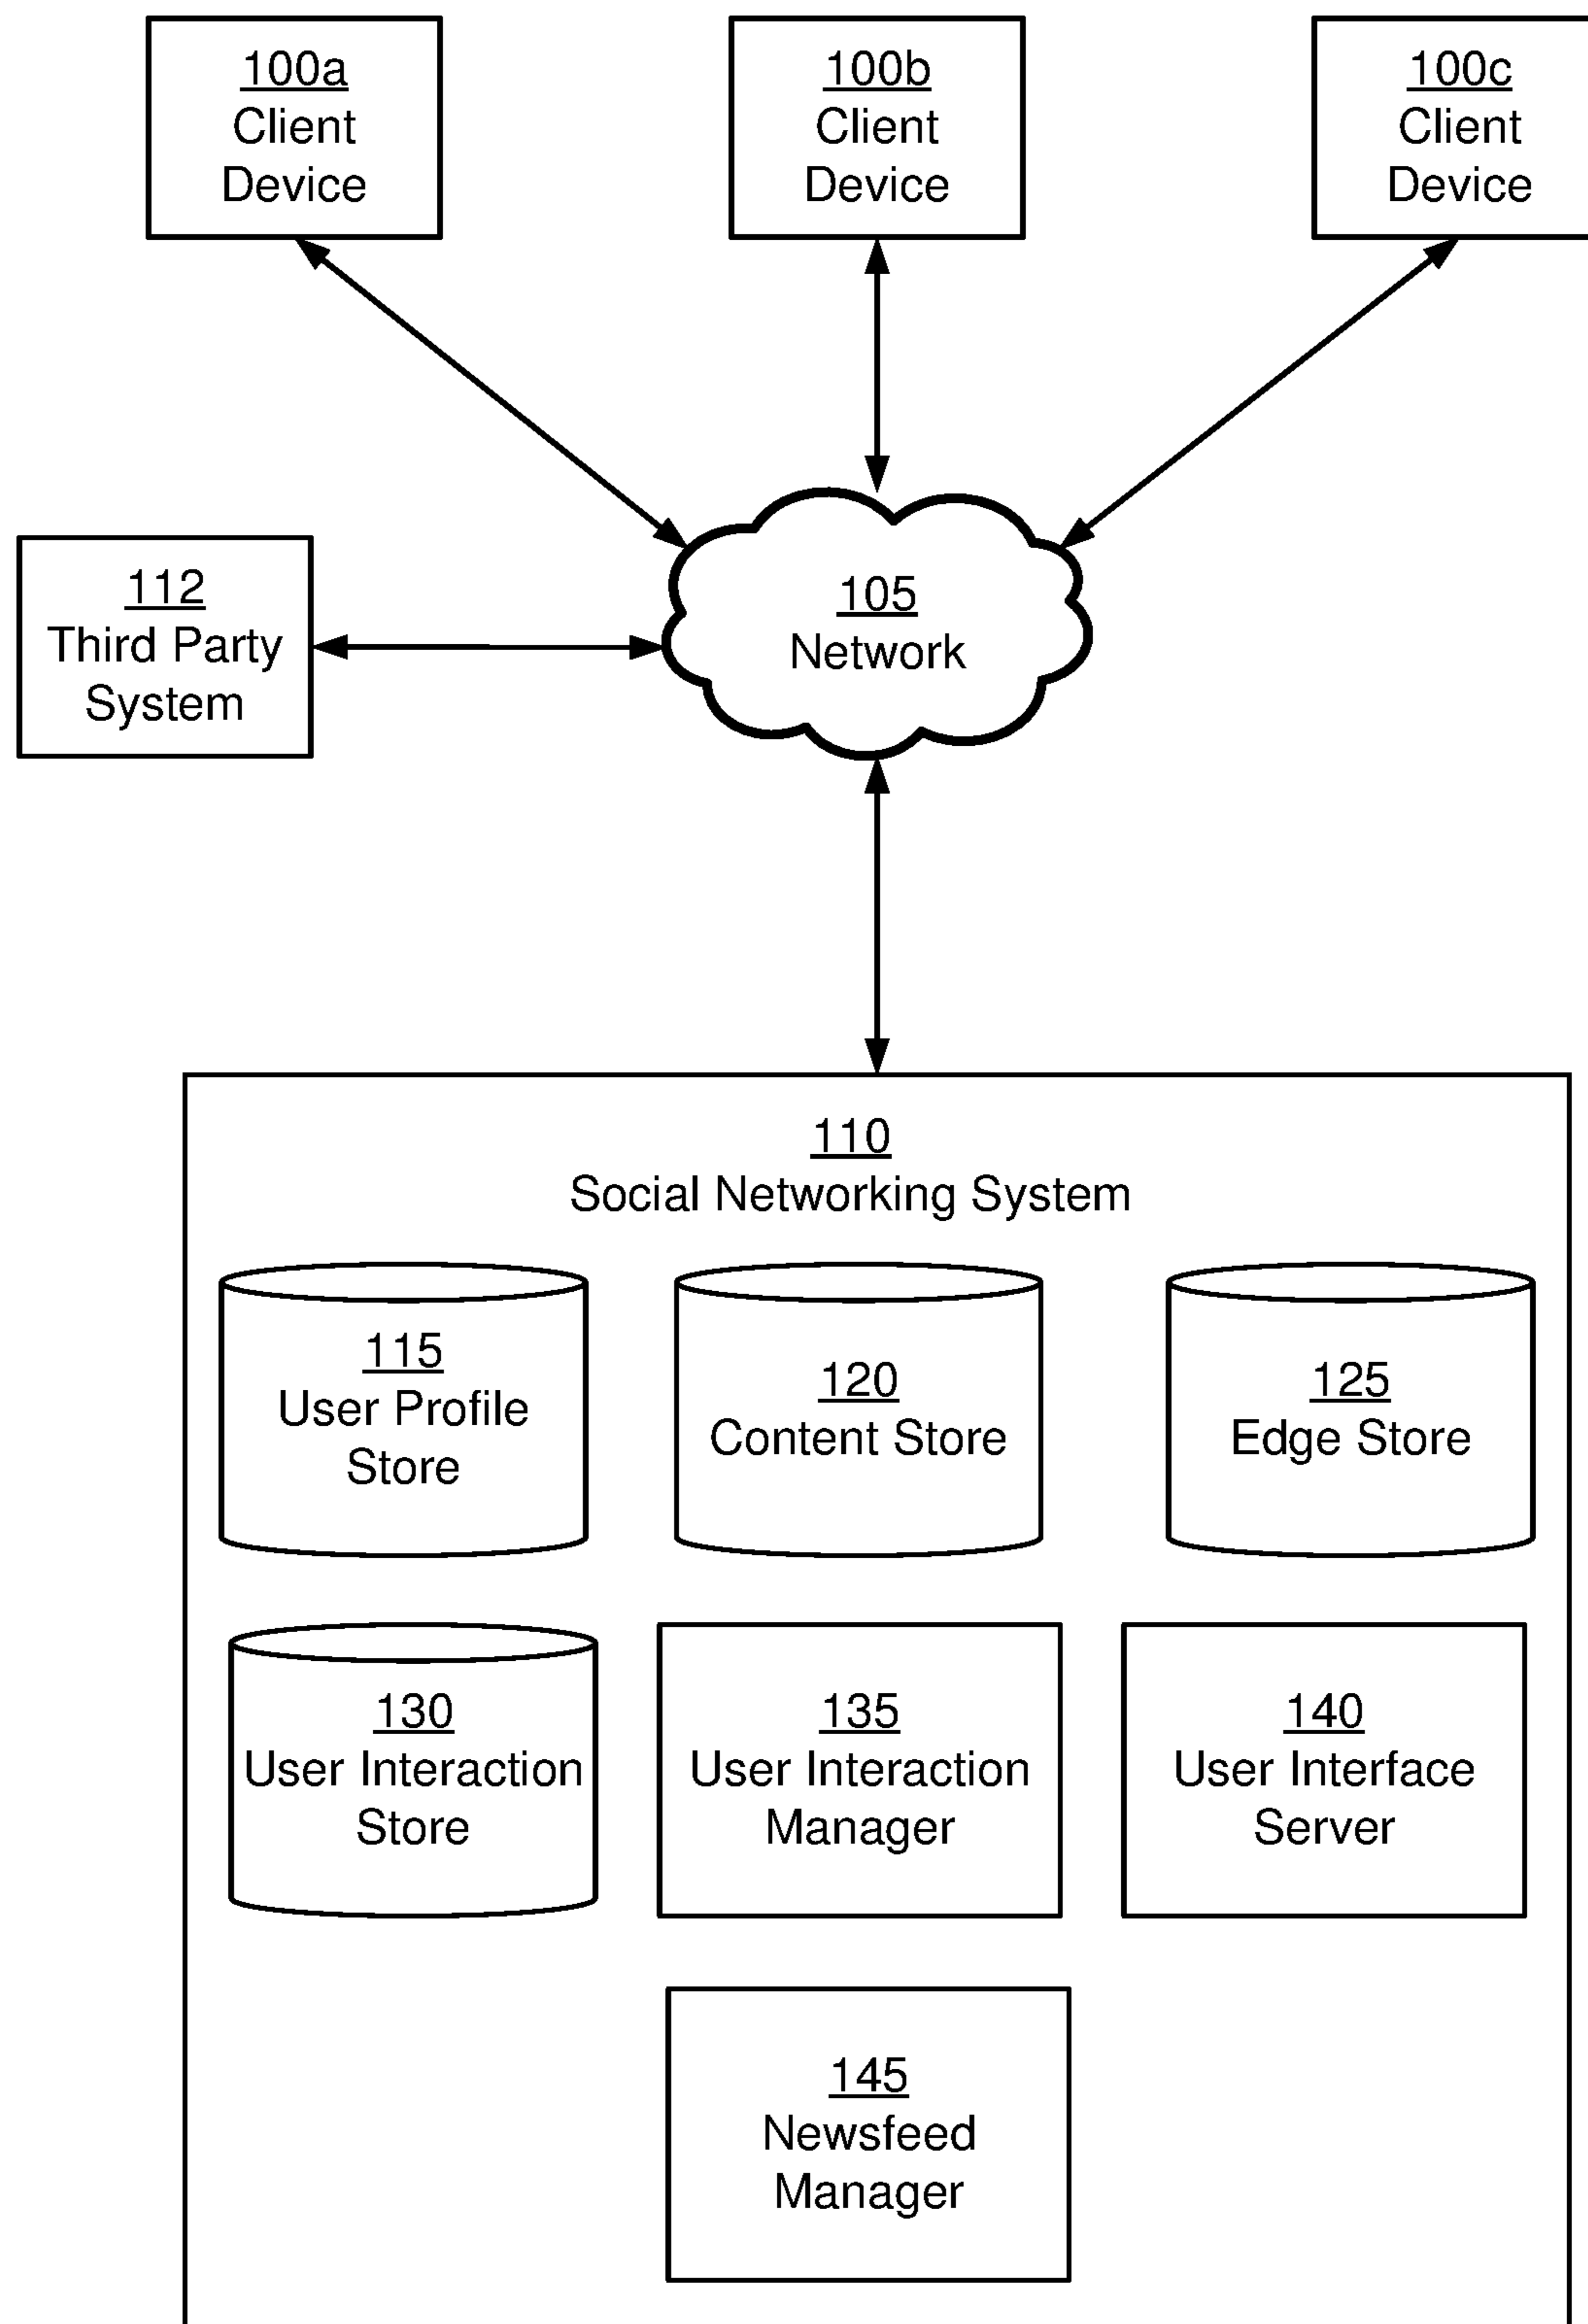 100a
Client
Device
100b
Client
Device
100c
Client
Device
112
Third Party
System
105
Network
110
Social Networking System
115
User Profile
Store
120
Content Store
125
Edge Store
130
User Interaction
Store
135
User Interaction
Manager
140
User Interface
Server
145
Newsfeed
Manager